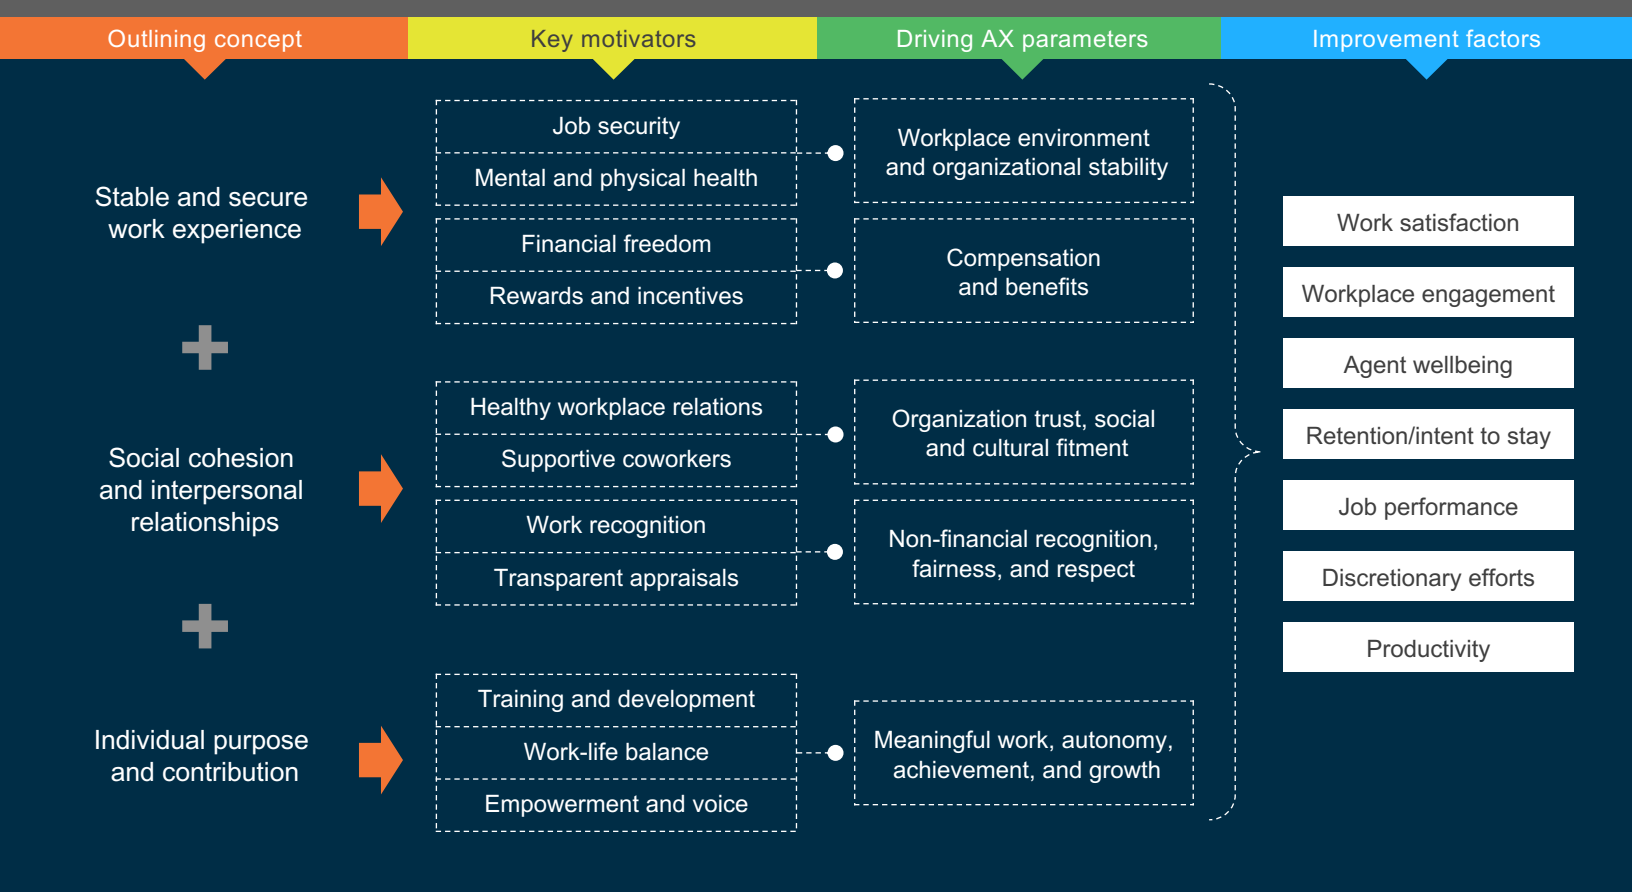 Outlining concept
Key motivators
Driving AX parameters
Improvement factors
Stable and secure
work experience
Job security
Mental and physical health
Financial freedom
Rewards and incentives
Workplace environment
and organizational stability
Compensation
and benefits
Social cohesion
and interpersonal
relationships
Healthy workplace relations
Supportive coworkers
Work recognition
Transparent appraisals
Organization trust, social
and cultural fitment
Non-financial recognition,
fairness, and respect
Individual purpose
and contribution
Training and development
Work-life balance
Empowerment and voice
Meaningful work, autonomy,
achievement, and growth
Work satisfaction
Workplace engagement
Agent wellbeing
Retention/intent to stay
Job performance
Discretionary efforts
Productivity